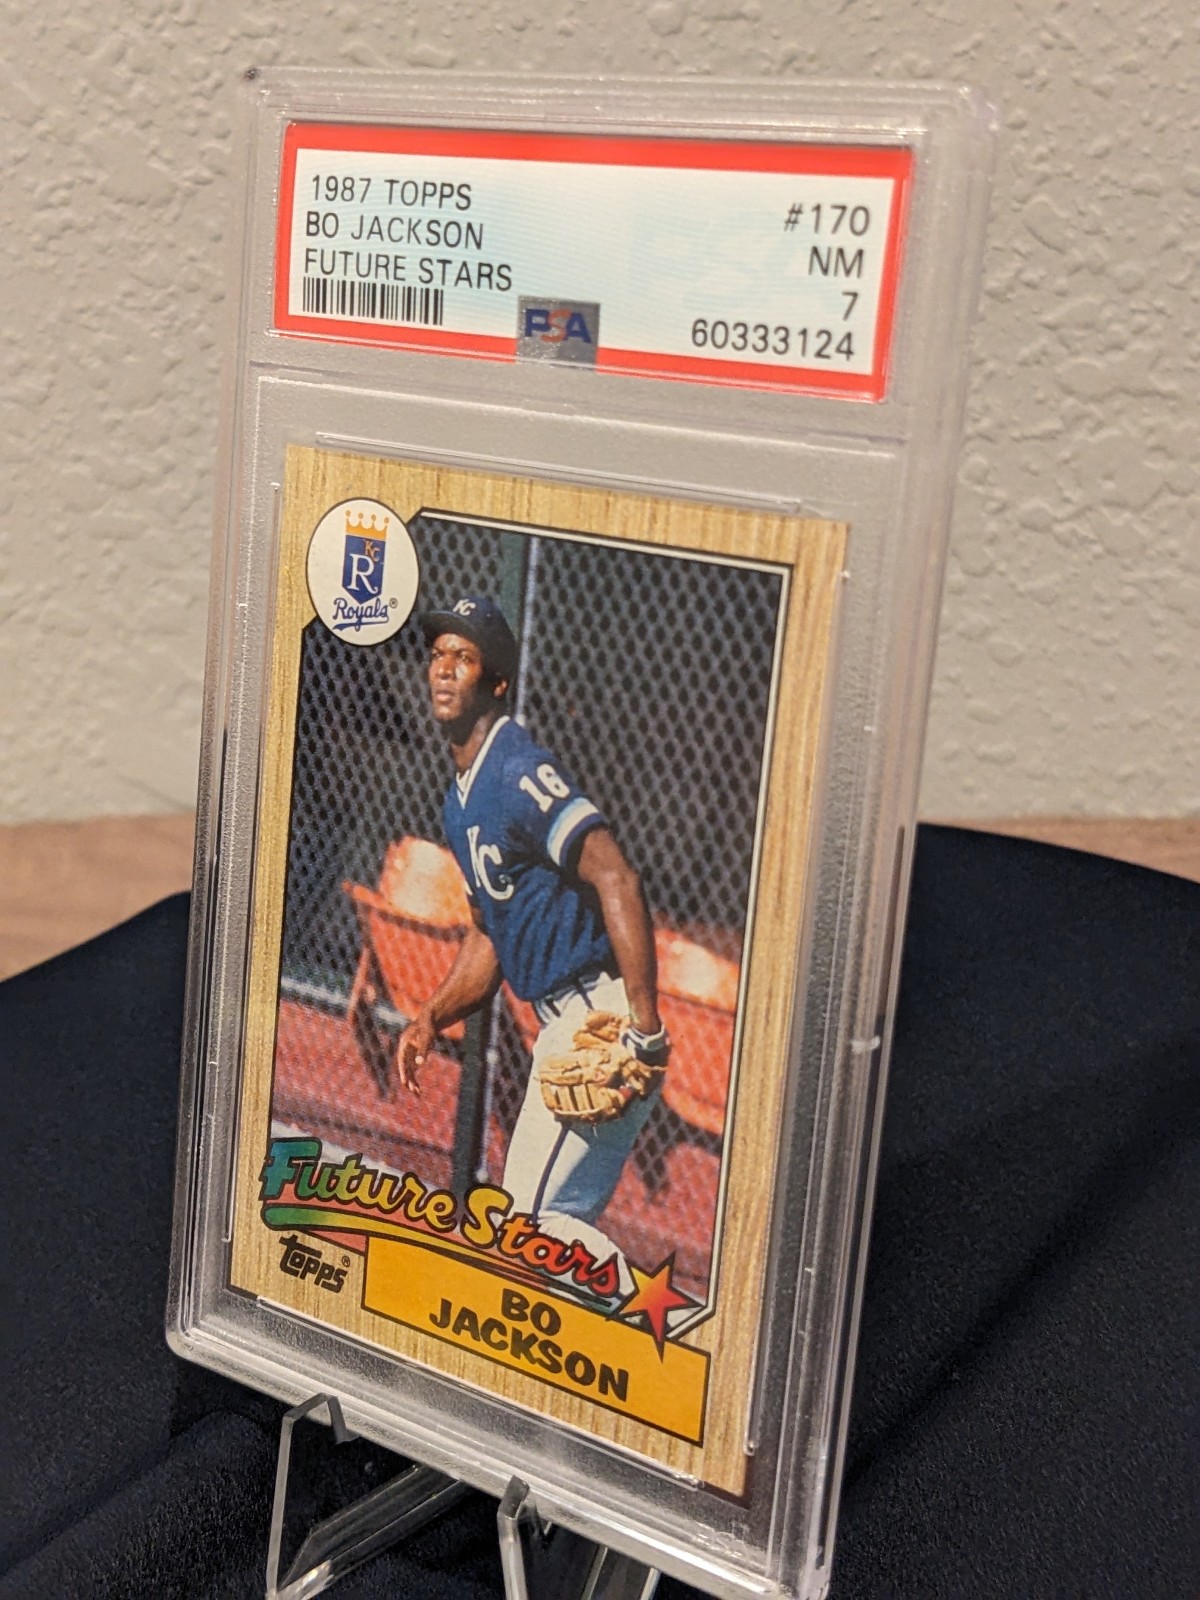 1987 TOPPS
BO JACKSON
FUTURE STARS
#170
NM
7
60333124
PSA
KC
R
Royals®
KC
16
KC
Future Stars
Topps®
BO
JACKSON